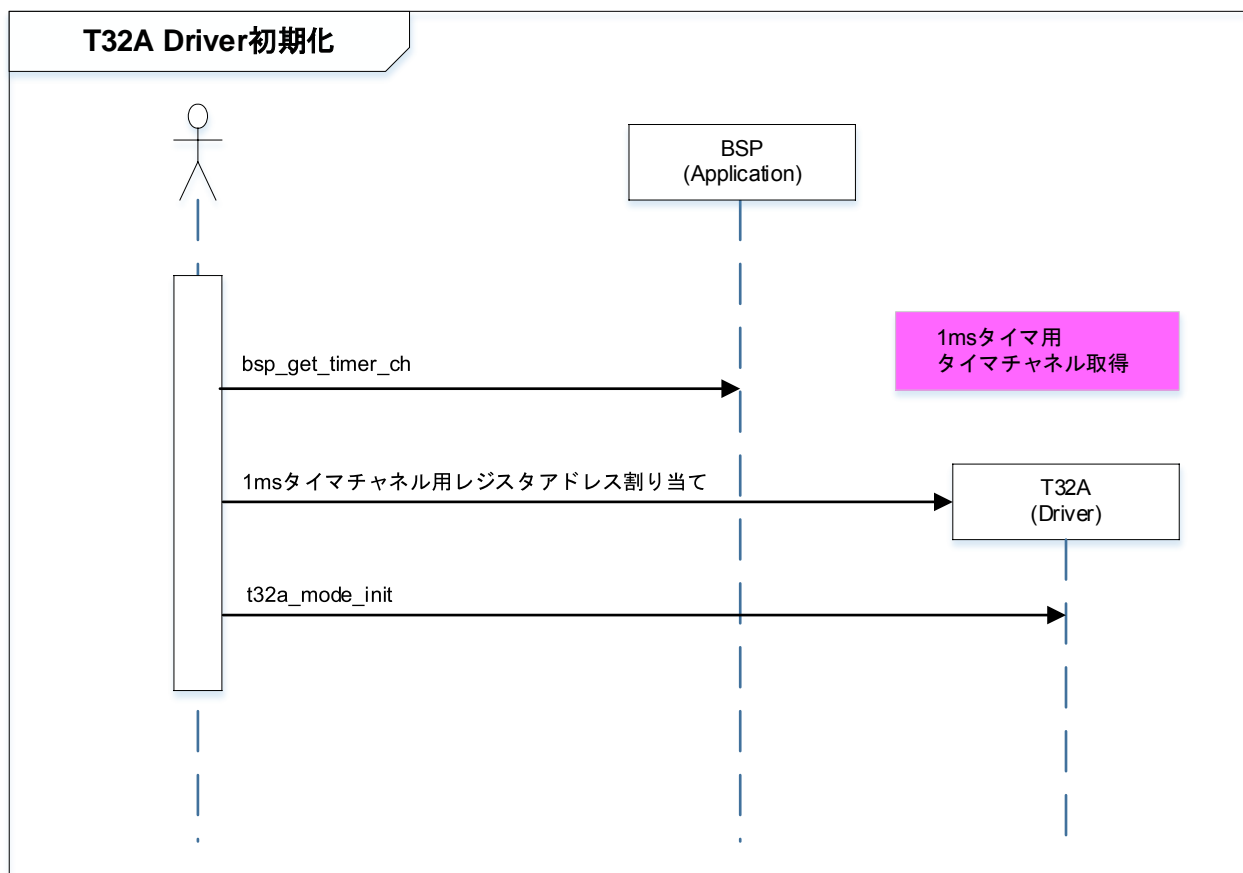 T32A Driver初期化
BSP
(Application)
1msタイマ用
タイマチャネル取得
bsp_get_timer_ch
1msタイマチャネル用レジスタアドレス割り当て
T32A
(Driver)
t32a_mode_init